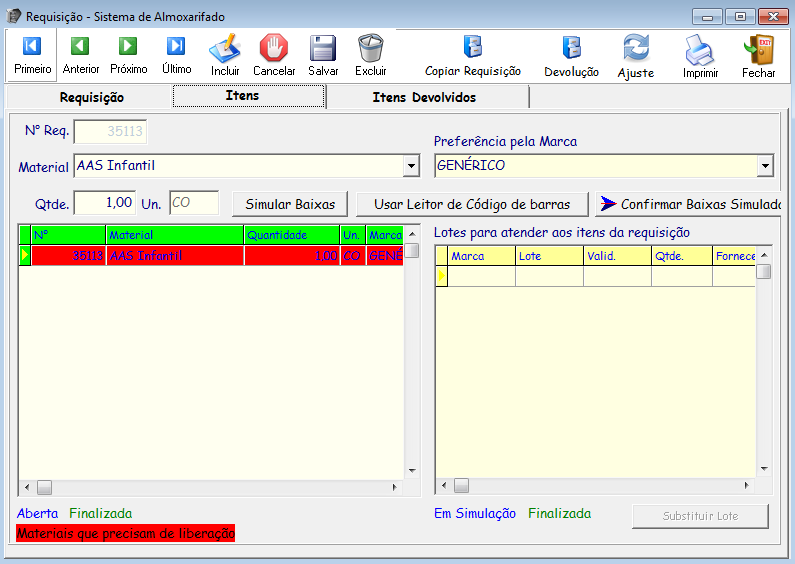 Requisição - Sistema de Almoxarifado
Primeiro Anterior Próximo Último Incluir Cancelar Salvar Excluir Copiar Requisição Devolução Ajuste Imprimir EXIT Fechar
Requisição Itens Itens Devolvidos
Nº Req. 35113
Preferência pela Marca
Material AAS Infantil GENÉRICO
Qtde. 1,00 Un. CO Simular Baixas Usar Leitor de Código de barras Confirmar Baixas Simulada
Lotes para atender aos itens da requisição
Nº Material Quantidade Un. Marca
35113 AAS Infantil 1,00 CO GENÉ
Marca Lote Valid. Qtde. Fornece
Aberta Finalizada
Em Simulação Finalizada Substituir Lote
Materiais que precisam de liberação